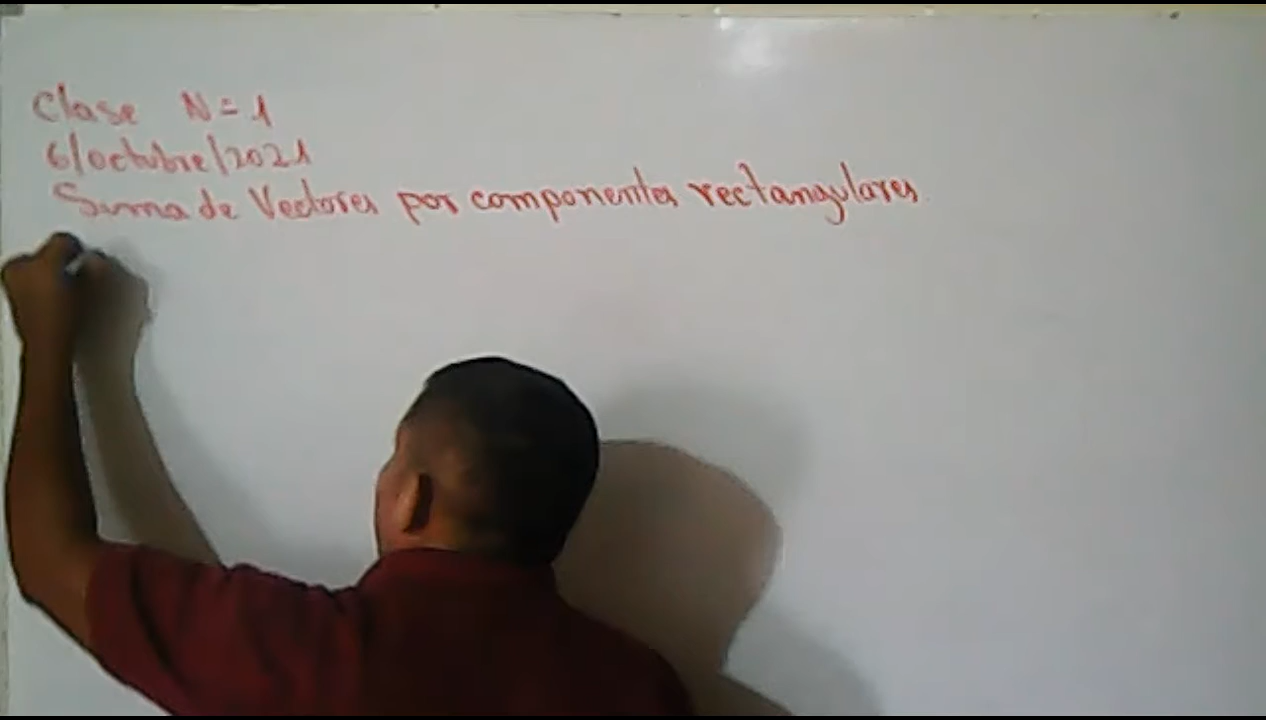 Clase N = 1
6/octubre/2021
Suma de Vectores por componentes rectangulares.